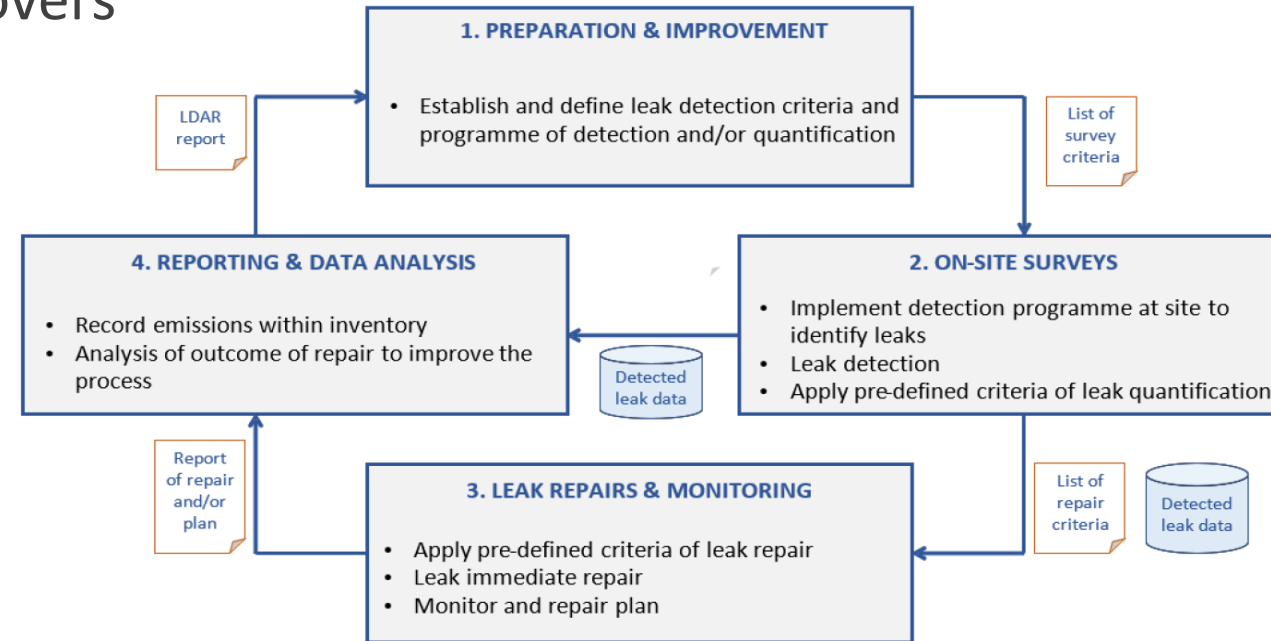 overs
1. PREPARATION & IMPROVEMENT
• Establish and define leak detection criteria and
programme of detection and/or quantification
LDAR
report
List of
survey
criteria
4. REPORTING & DATA ANALYSIS
• Record emissions within inventory
• Analysis of outcome of repair to improve the
process
2. ON-SITE SURVEYS
• Implement detection programme at site to
identify leaks
• Leak detection
• Apply pre-defined criteria of leak quantification
Detected
leak data
Report
of repair
and/or
plan
3. LEAK REPAIRS & MONITORING
• Apply pre-defined criteria of leak repair
• Leak immediate repair
• Monitor and repair plan
List of
repair
criteria
Detected
leak data